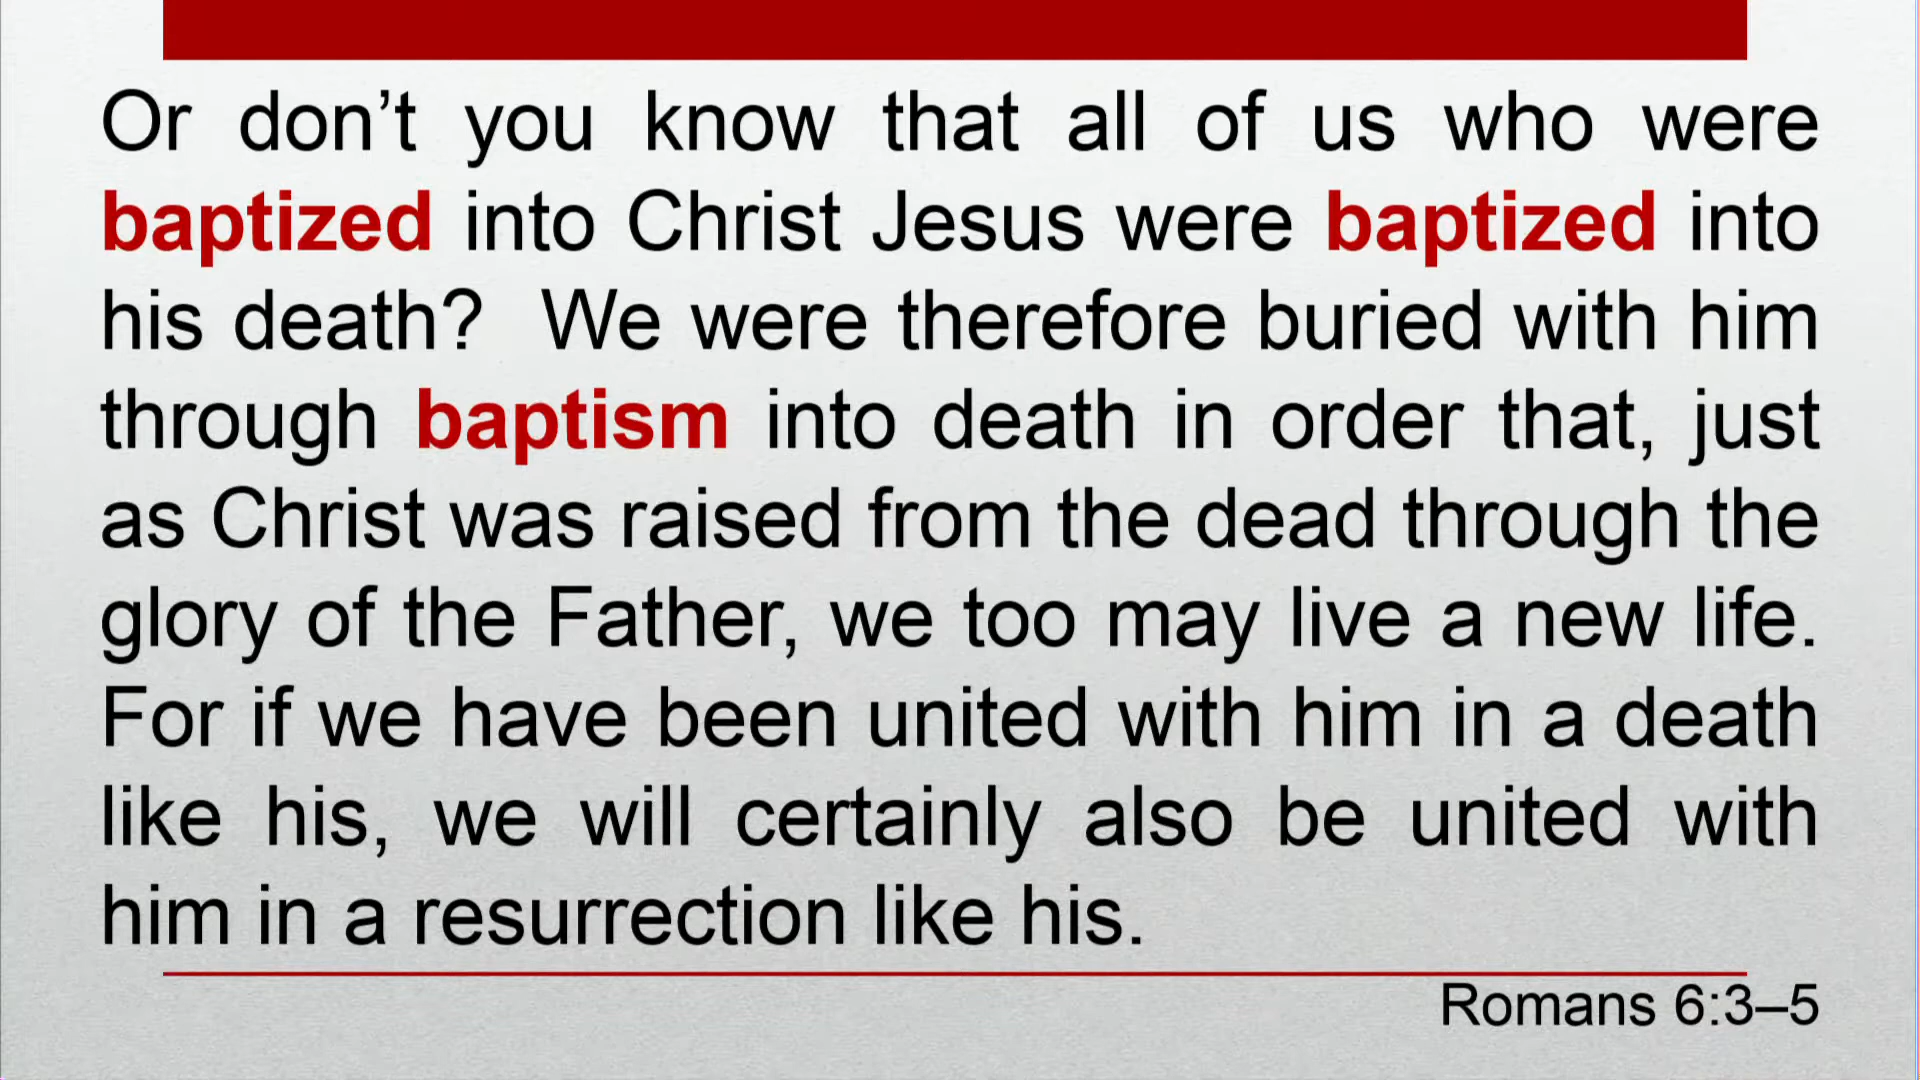 Or don’t you know that all of us who were
baptized into Christ Jesus were baptized into
his death?  We were therefore buried with him
through baptism into death in order that, just
as Christ was raised from the dead through the
glory of the Father, we too may live a new life.
For if we have been united with him in a death
like his, we will certainly also be united with
him in a resurrection like his.
Romans 6:3–5